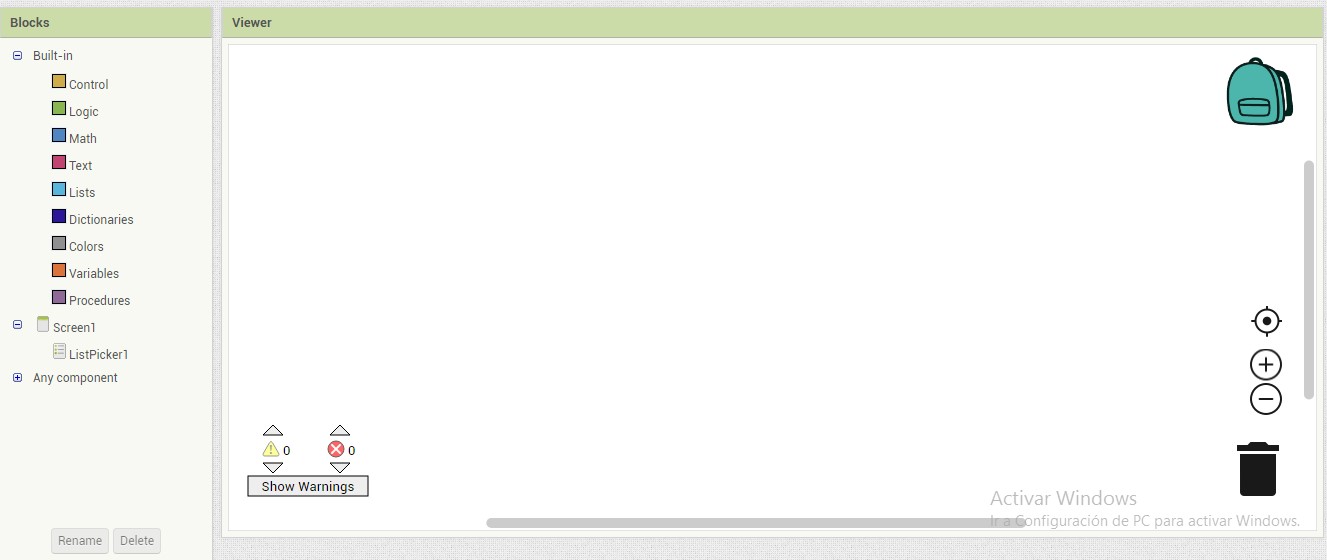 Blocks
Viewer
Built-in
Control
Logic
Math
Text
Lists
Dictionaries
Colors
Variables
Procedures
Screen1
ListPicker1
Any component
0
0
Show Warnings
Rename
Delete
Activar Windows
Ir a Configuración de PC para activar Windows.